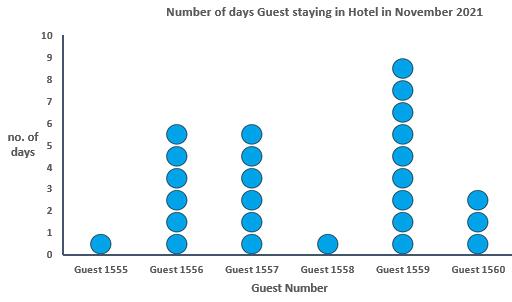 Number of days Guest staying in Hotel in November 2021
10
9
8
7
6
5
4
3
2
1
0
no. of
days
Guest 1555 Guest 1556 Guest 1557 Guest 1558 Guest 1559 Guest 1560
Guest Number